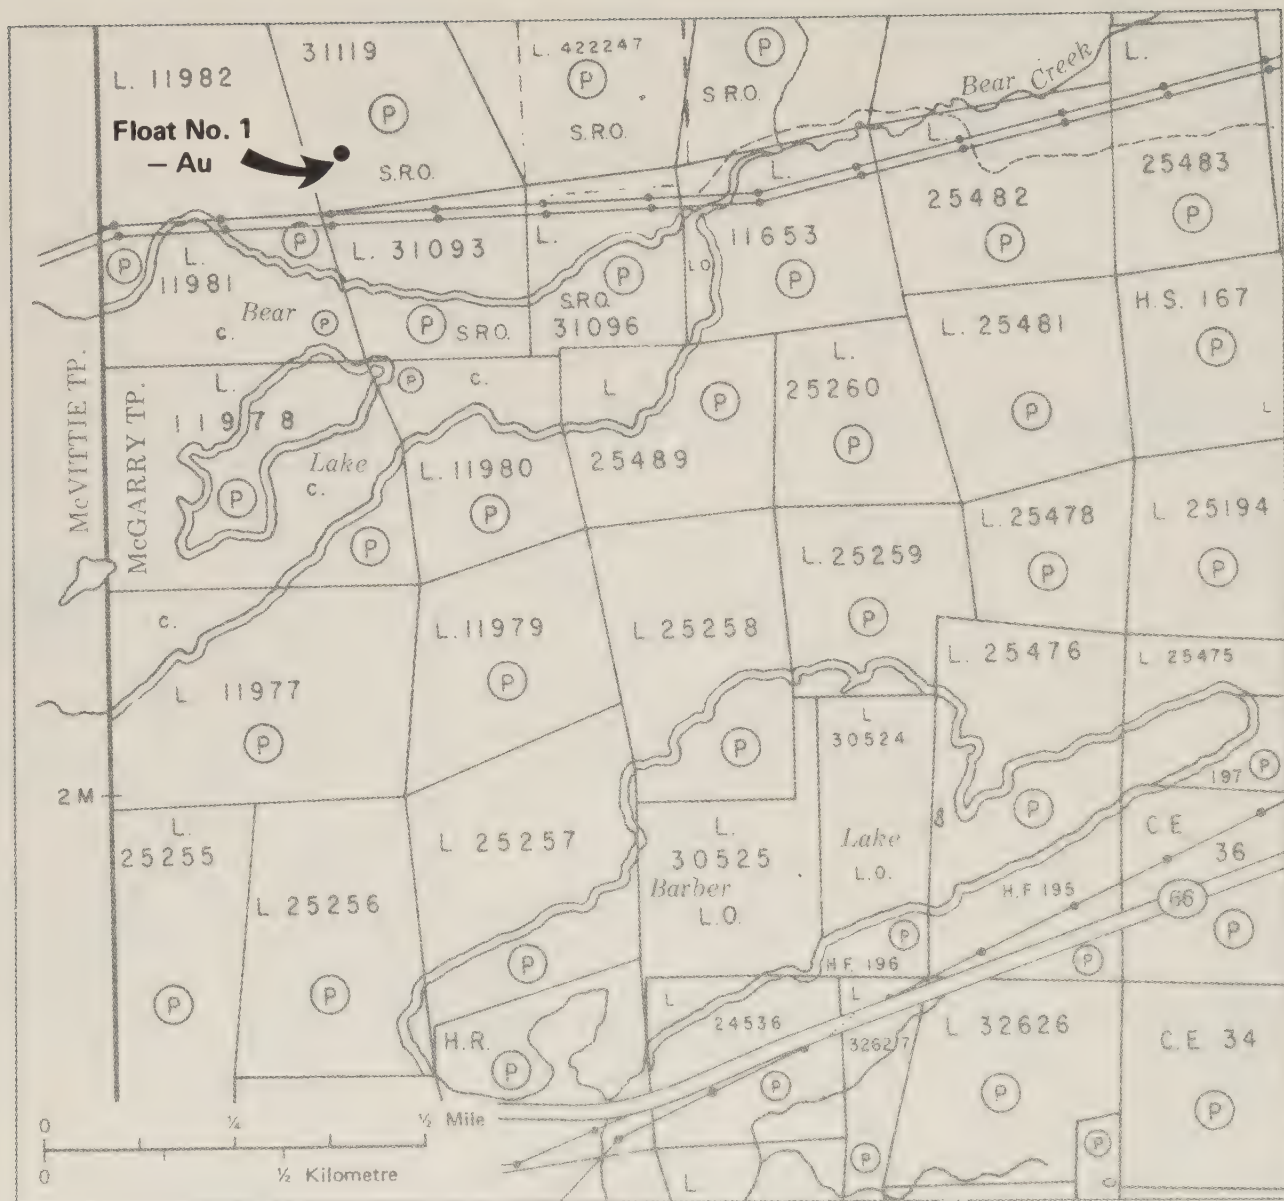 31119
L. 11982
P
Float No. 1
— Au
S.R.O.
L. 422247
P
S.R.O.
P
S R.O.
Bear Creek
L.
L.
L.
25483
P
25482
P
L. 31093
L.
11653
P
L O.
P
P
L.
11981
Bear
c.
P
P
S.R.O.
S.R.O.
31096
P
H.S. 167
P
L
L. 25481
P
L.
25260
P
McVITTIE TP.
McGARRY TP.
L.
11978
Lake
c.
P
P
P
P
c.
L
P
25489
L. 11980
P
L. 25478
P
L 25194
P
L. 25259
P
c.
L 11977
P
L. 11979
P
L 25258
P
L. 25476
P
L 25475
197
P
L
30524
Lake
L.O.
2 M
L.
25255
P
L 25256
P
L 25257
P
L.
30525
Barber
L.O.
8
C E
36
P
H.F 195
66
P
H F. 196
P
H.R.
P
L
24536
P
L
32627
P
L 32626
P
C.E 34
P
P
L
0 ¼ ½ Mile
0 ½ Kilometre